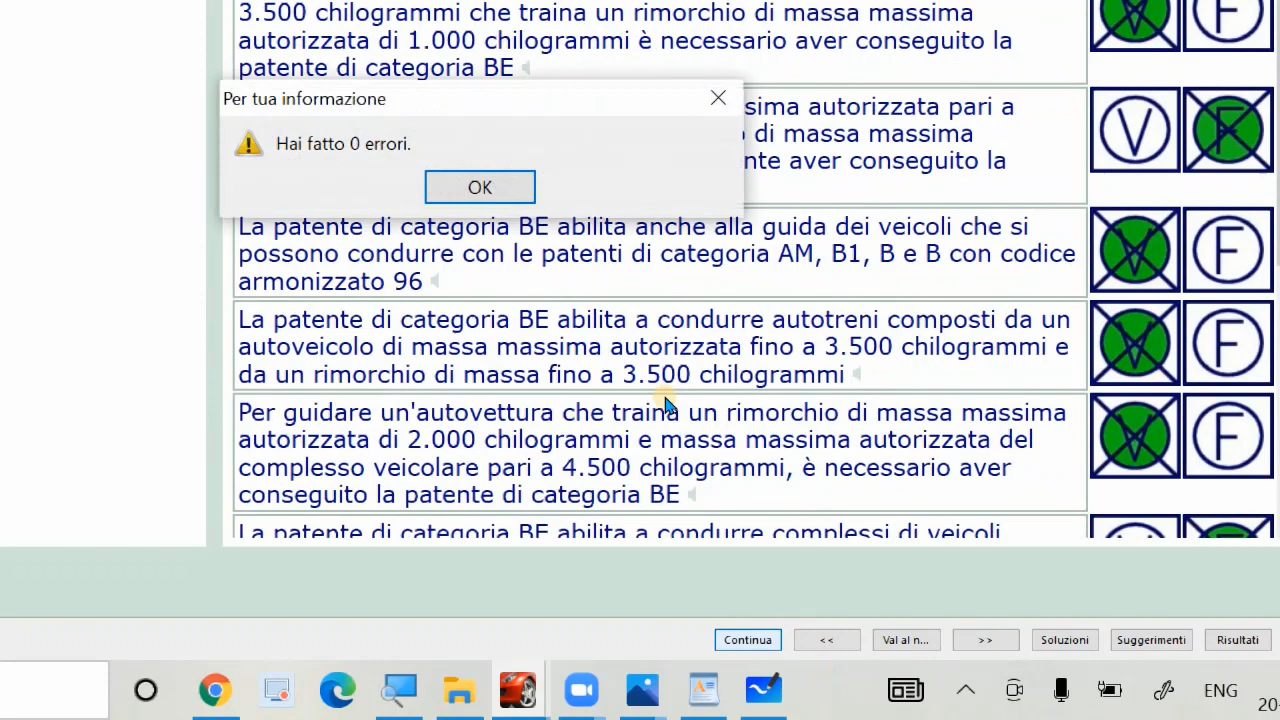 3.500 chilogrammi che traina un rimorchio di massa massima
autorizzata di 1.000 chilogrammi è necessario aver conseguito la
patente di categoria BE
V F
Per tua informazione
Hai fatto 0 errori.
OK
sima autorizzata pari a
di massa massima
nte aver conseguito la
V F
La patente di categoria BE abilita anche alla guida dei veicoli che si
possono condurre con le patenti di categoria AM, B1, B e B con codice
armonizzato 96
V F
La patente di categoria BE abilita a condurre autotreni composti da un
autoveicolo di massa massima autorizzata fino a 3.500 chilogrammi e
da un rimorchio di massa fino a 3.500 chilogrammi
V F
Per guidare un'autovettura che traina un rimorchio di massa massima
autorizzata di 2.000 chilogrammi e massa massima autorizzata del
complesso veicolare pari a 4.500 chilogrammi, è necessario aver
conseguito la patente di categoria BE
V F
La patente di categoria BE abilita a condurre complessi di veicoli
Continua << Val al n... >> Soluzioni Suggerimenti Risultati
ENG
20